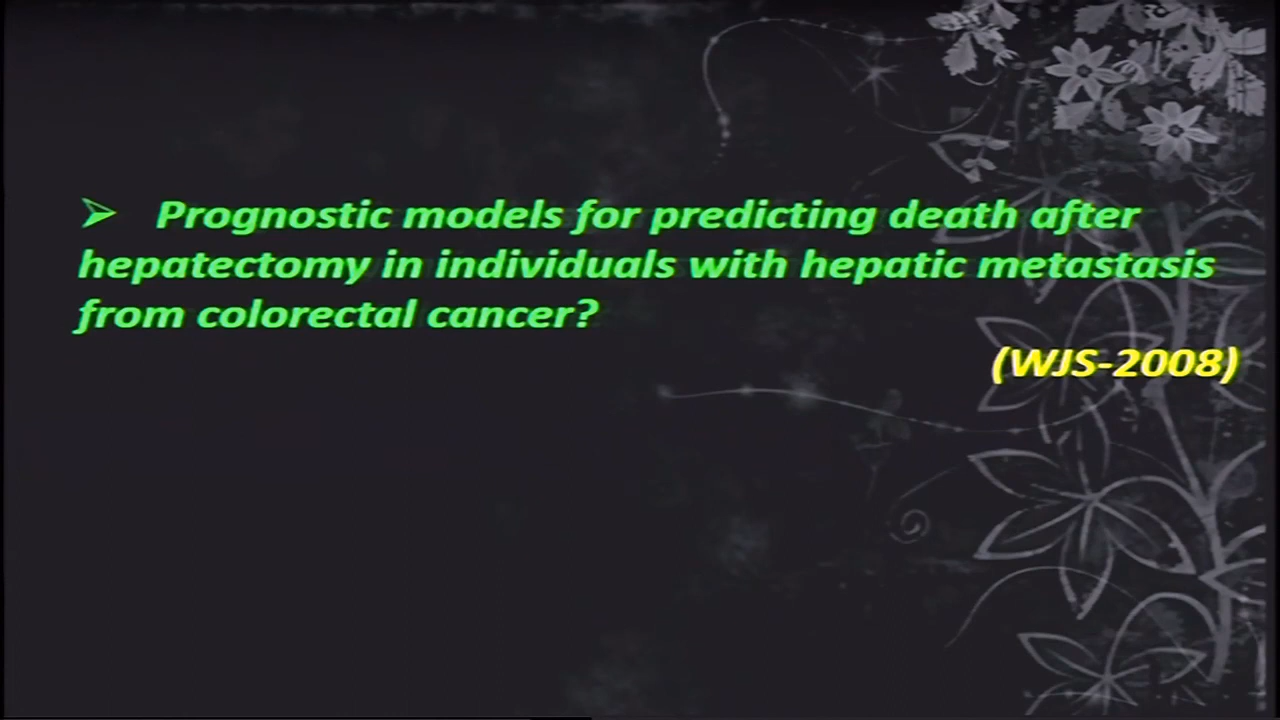 ➢ Prognostic models for predicting death after
hepatectomy in individuals with hepatic metastasis
from colorectal cancer?
(WJS-2008)